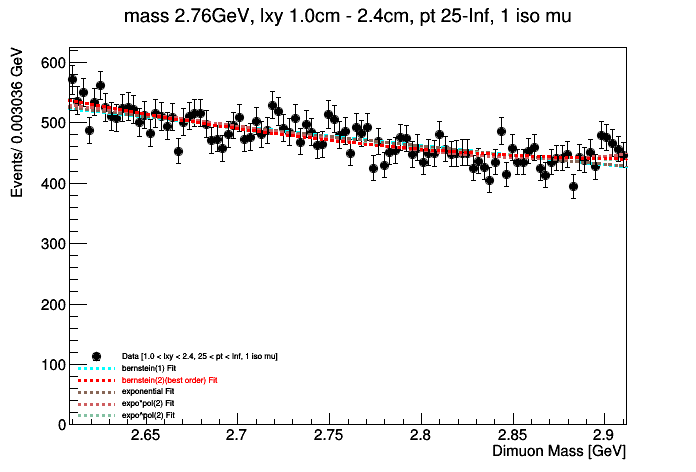 mass 2.76GeV, lxy 1.0cm - 2.4cm, pt 25-Inf, 1 iso mu
Events/ 0.003036 GeV
600
500
400
300
200
100
0
Data [1.0 < lxy < 2.4, 25 < pt < Inf, 1 iso mu]
bernstein(1) Fit
bernstein(2)(best order) Fit
exponential Fit
expo*pol(2) Fit
expo^pol(2) Fit
2.65 2.7 2.75 2.8 2.85 2.9
Dimuon Mass [GeV]